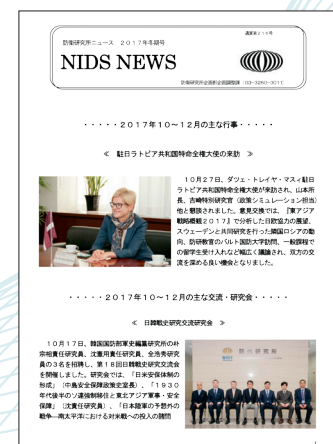 通算第210号
防衛研究所ニュース 2017年冬期号
NIDS NEWS
防衛研究所企画部企画調整課 (03-3260-3011)
・・・・・2017年10~12月の主な行事・・・・・
≪ 駐日ラトビア共和国特命全権大使の来訪 ≫
10月27日、ダツェ・トレイヤ・マスィ駐日
ラトビア共和国特命全権大使が来訪され、山本所
長、吉崎特別研究官(政策シミュレーション担当)
他と懇談されました。意見交換では、『東アジア
戦略概観2017』で分析した日欧協力の展望、
スウェーデンと共同研究を行った隣国ロシアの動
向、防研教官のバルト国防大学訪問、一般課程で
の留学生受け入れなど幅広く議論され、双方の交
流を深める良い機会となりました。
・・・・・2017年10~12月の主な交流・研究会・・・・・
≪ 日韓戦史研究交流研究会 ≫
10月17日、韓国国防部軍史編纂研究所の朴
宗相責任研究員、沈憲用責任研究員、全浩秀研究
員の3名を招聘し、第18回日韓戦史研究交流会
を開催しました。研究会では、「日米安保体制の
形成」(中島安全保障政策史室長)、「1930
年代後半のソ連強制移住と東北アジア軍事・安全
保障」(沈責任研究員)、「日本陸軍の予想外の
戦争―南太平洋における対米戦への投入の諸問
防衛研究所